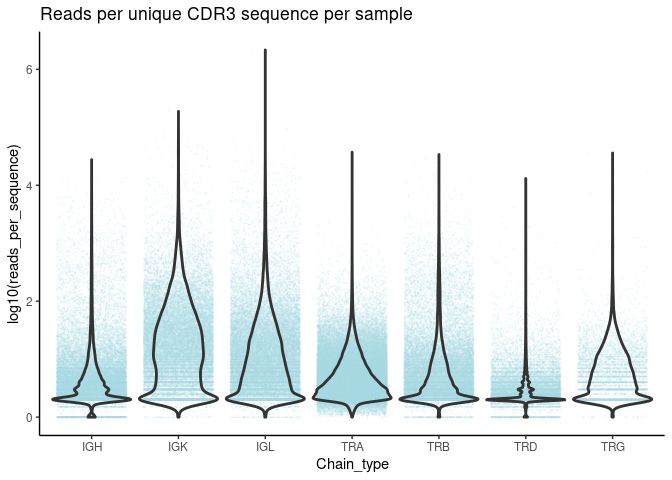 Reads per unique CDR3 sequence per sample
log10(reads_per_sequence)
6
4
2
0
IGH IGK IGL TRA TRB TRD TRG
Chain_type